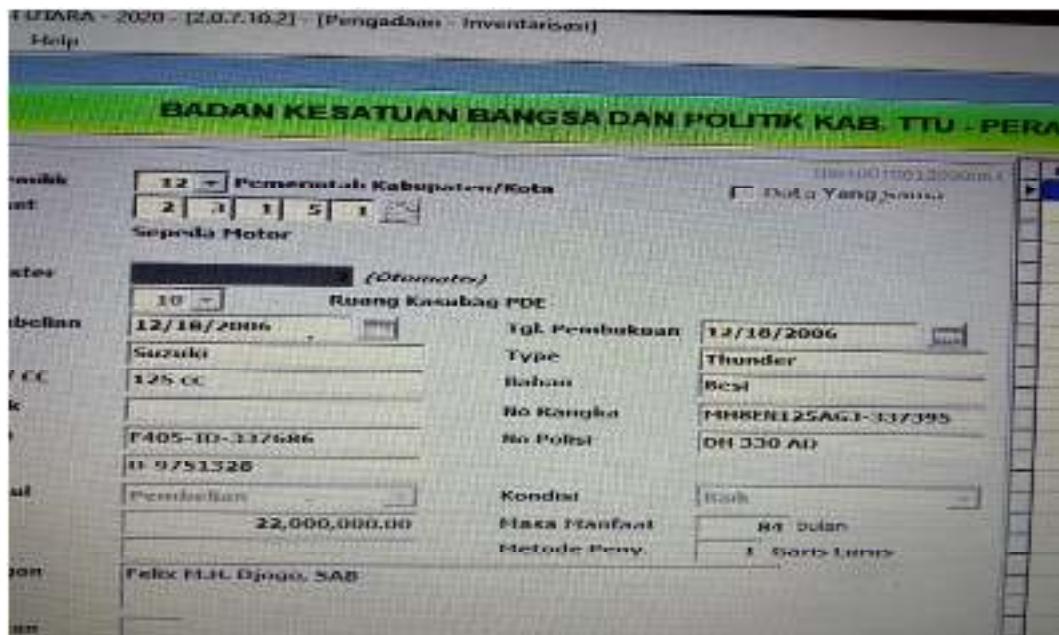 UTARA - 2020 - [2.0.7.10.2] - [Pengadaan - Inventarisasi]
Help
BADAN KESATUAN BANGSA DAN POLITIK KAB. TTU - PERA
12 Pemerintah Kabupaten/Kota
Data Yang Sama
2 3 1 5 1
Sepeda Motor
(Otomatis)
10 Ruang Kasubag PDE
12/18/2006 Tgl. Pembukuan 12/18/2006
Suzuki Type Thunder
CC 125 cc Bahan Besi
No Rangka MH8EN125AGJ-337395
F405-ID-337686 No Polisi DH 330 AD
9751328
Pembelian Kondisi Baik
22,000,000.00 Masa Manfaat 84 bulan
Metode Peny. 1 Garis Lurus
Felix M.H. Djogo, SAB